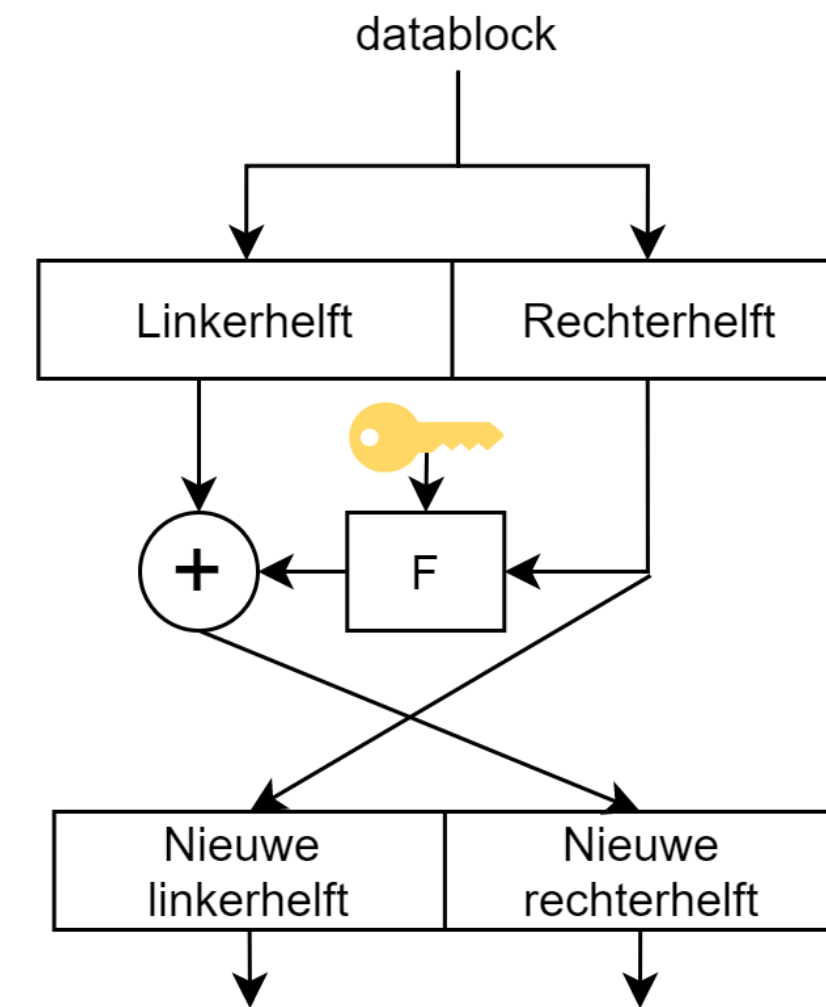 datablock
Linkerhelft
Rechterhelft
+
F
Nieuwe
linkerhelft
Nieuwe
rechterhelft